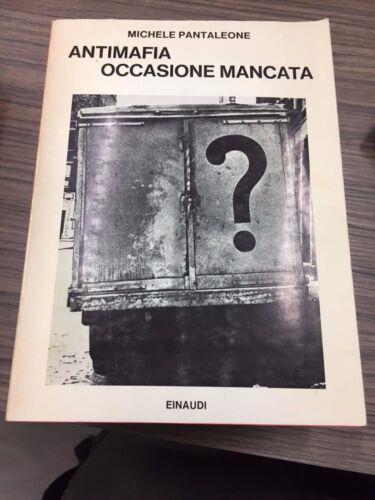 MICHELE PANTALEONE
ANTIMAFIA
OCCASIONE MANCATA
?
EINAUDI